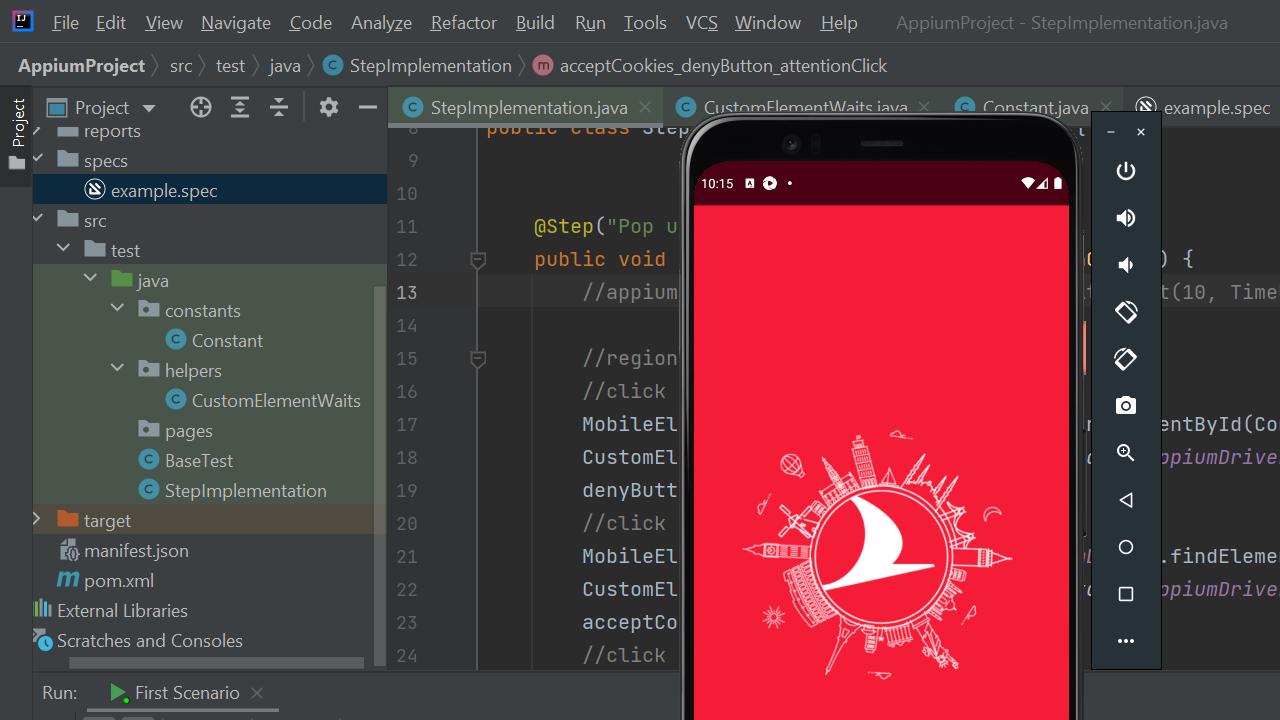 File Edit View Navigate Code Analyze Refactor Build Run Tools VCS Window Help AppiumProject - StepImplementation.java
AppiumProject src test java StepImplementation m acceptCookies_denyButton_attentionClick
Project
Project
StepImplementation.java CustomElementWaits.java Constant.java example.spec
reports
specs
example.spec
src
test
java
constants
Constant
helpers
CustomElementWaits
pages
BaseTest
StepImplementation
target
manifest.json
pom.xml
External Libraries
Scratches and Consoles
8 public class Step
9
10
11 @Step("Pop u
12 public void ) {
13 //appium t(10, Time
14
15 //region
16 //click
17 MobileEl entById(Co
18 CustomEl ppiumDrive
19 denyButt
20 //click
21 MobileEl .findEleme
22 CustomEl ppiumDrive
23 acceptCo
24 //click
10:15
Run: First Scenario